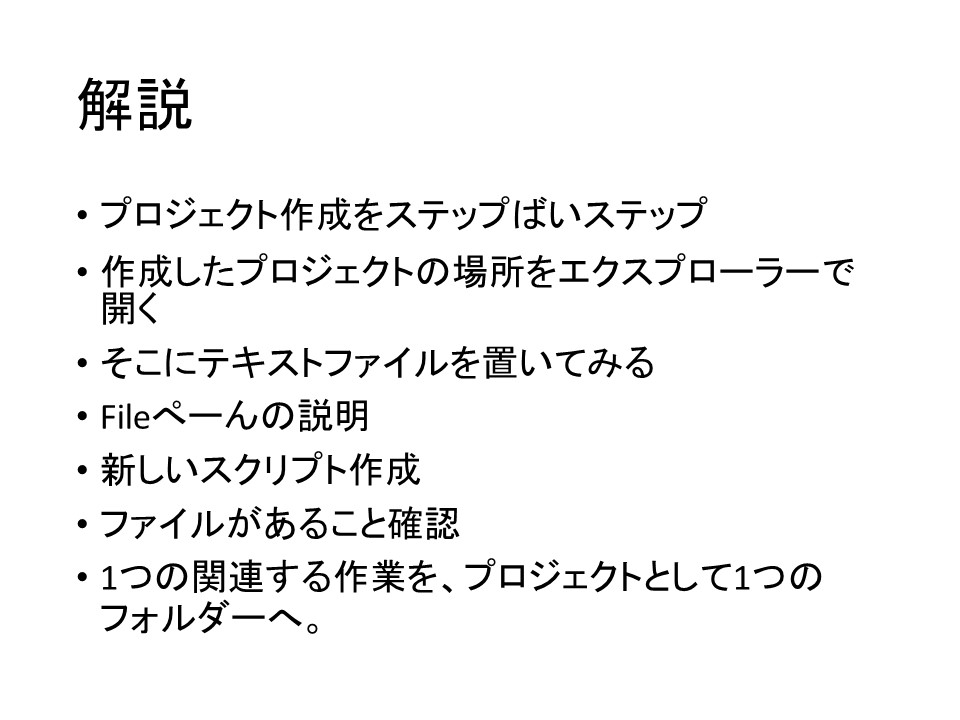 解説
• プロジェクト作成をステップばいステップ
• 作成したプロジェクトの場所をエクスプローラーで
開く
• そこにテキストファイルを置いてみる
• Fileペーんの説明
• 新しいスクリプト作成
• ファイルがあること確認
• 1つの関連する作業を、プロジェクトとして1つの
フォルダーへ。